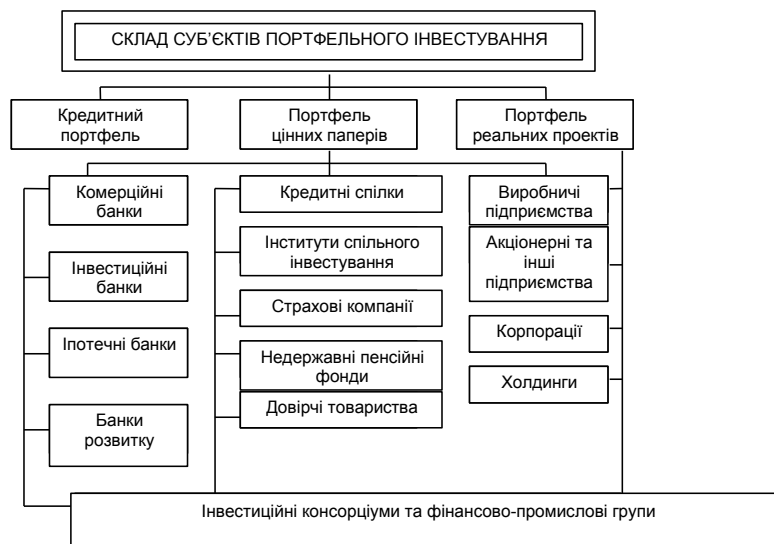 СКЛАД СУБ’ЄКТІВ ПОРТФЕЛЬНОГО ІНВЕСТУВАННЯ
Кредитний
портфель
Портфель
цінних паперів
Портфель
реальних проектів
Комерційні
банки
Інвестиційні
банки
Іпотечні банки
Банки
розвитку
Кредитні спілки
Інститути спільного
інвестування
Страхові компанії
Недержавні пенсійні
фонди
Довірчі товариства
Виробничі
підприємства
Акціонерні та
інші
підприємства
Корпорації
Холдинги
Інвестиційні консорціуми та фінансово-промислові групи